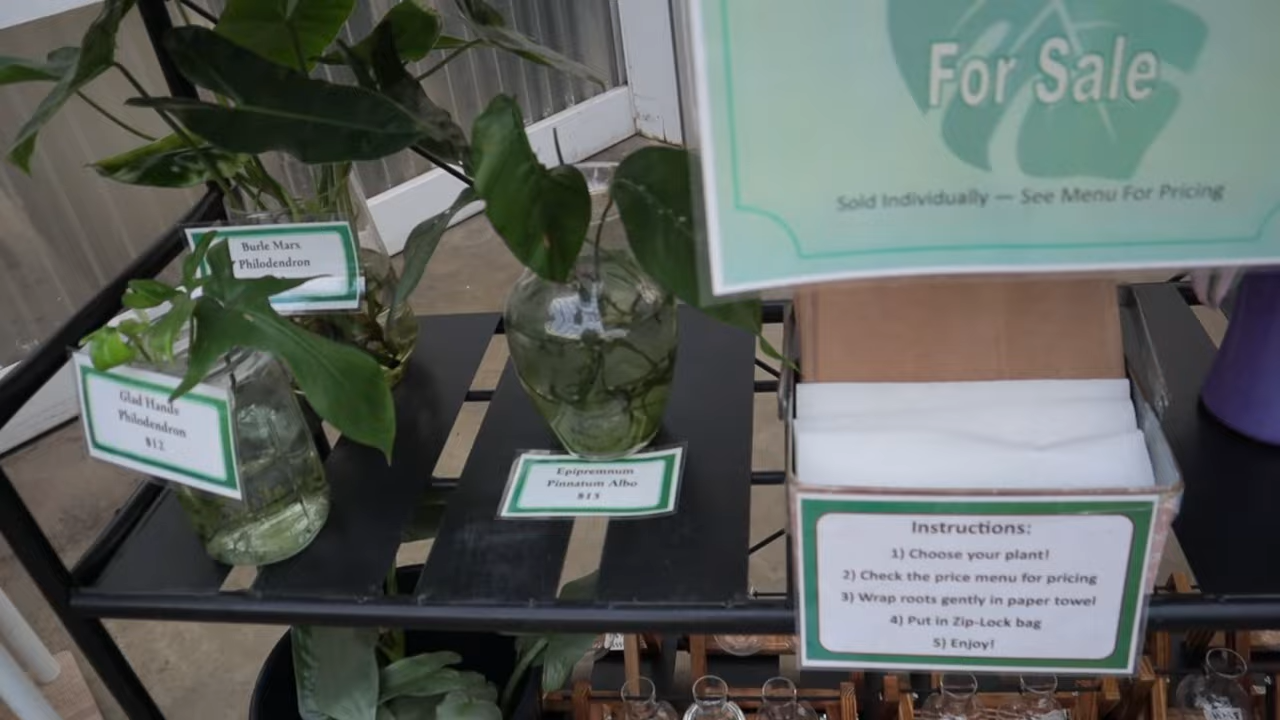 For Sale
Sold Individually — See Menu For Pricing
Burle Marx
Philodendron
Glad Hands
Philodendron
$12
Epipremnum
Pinnatum Albo
$15
Instructions:
1) Choose your plant!
2) Check the price menu for pricing
3) Wrap roots gently in paper towel
4) Put in Zip-Lock bag
5) Enjoy!